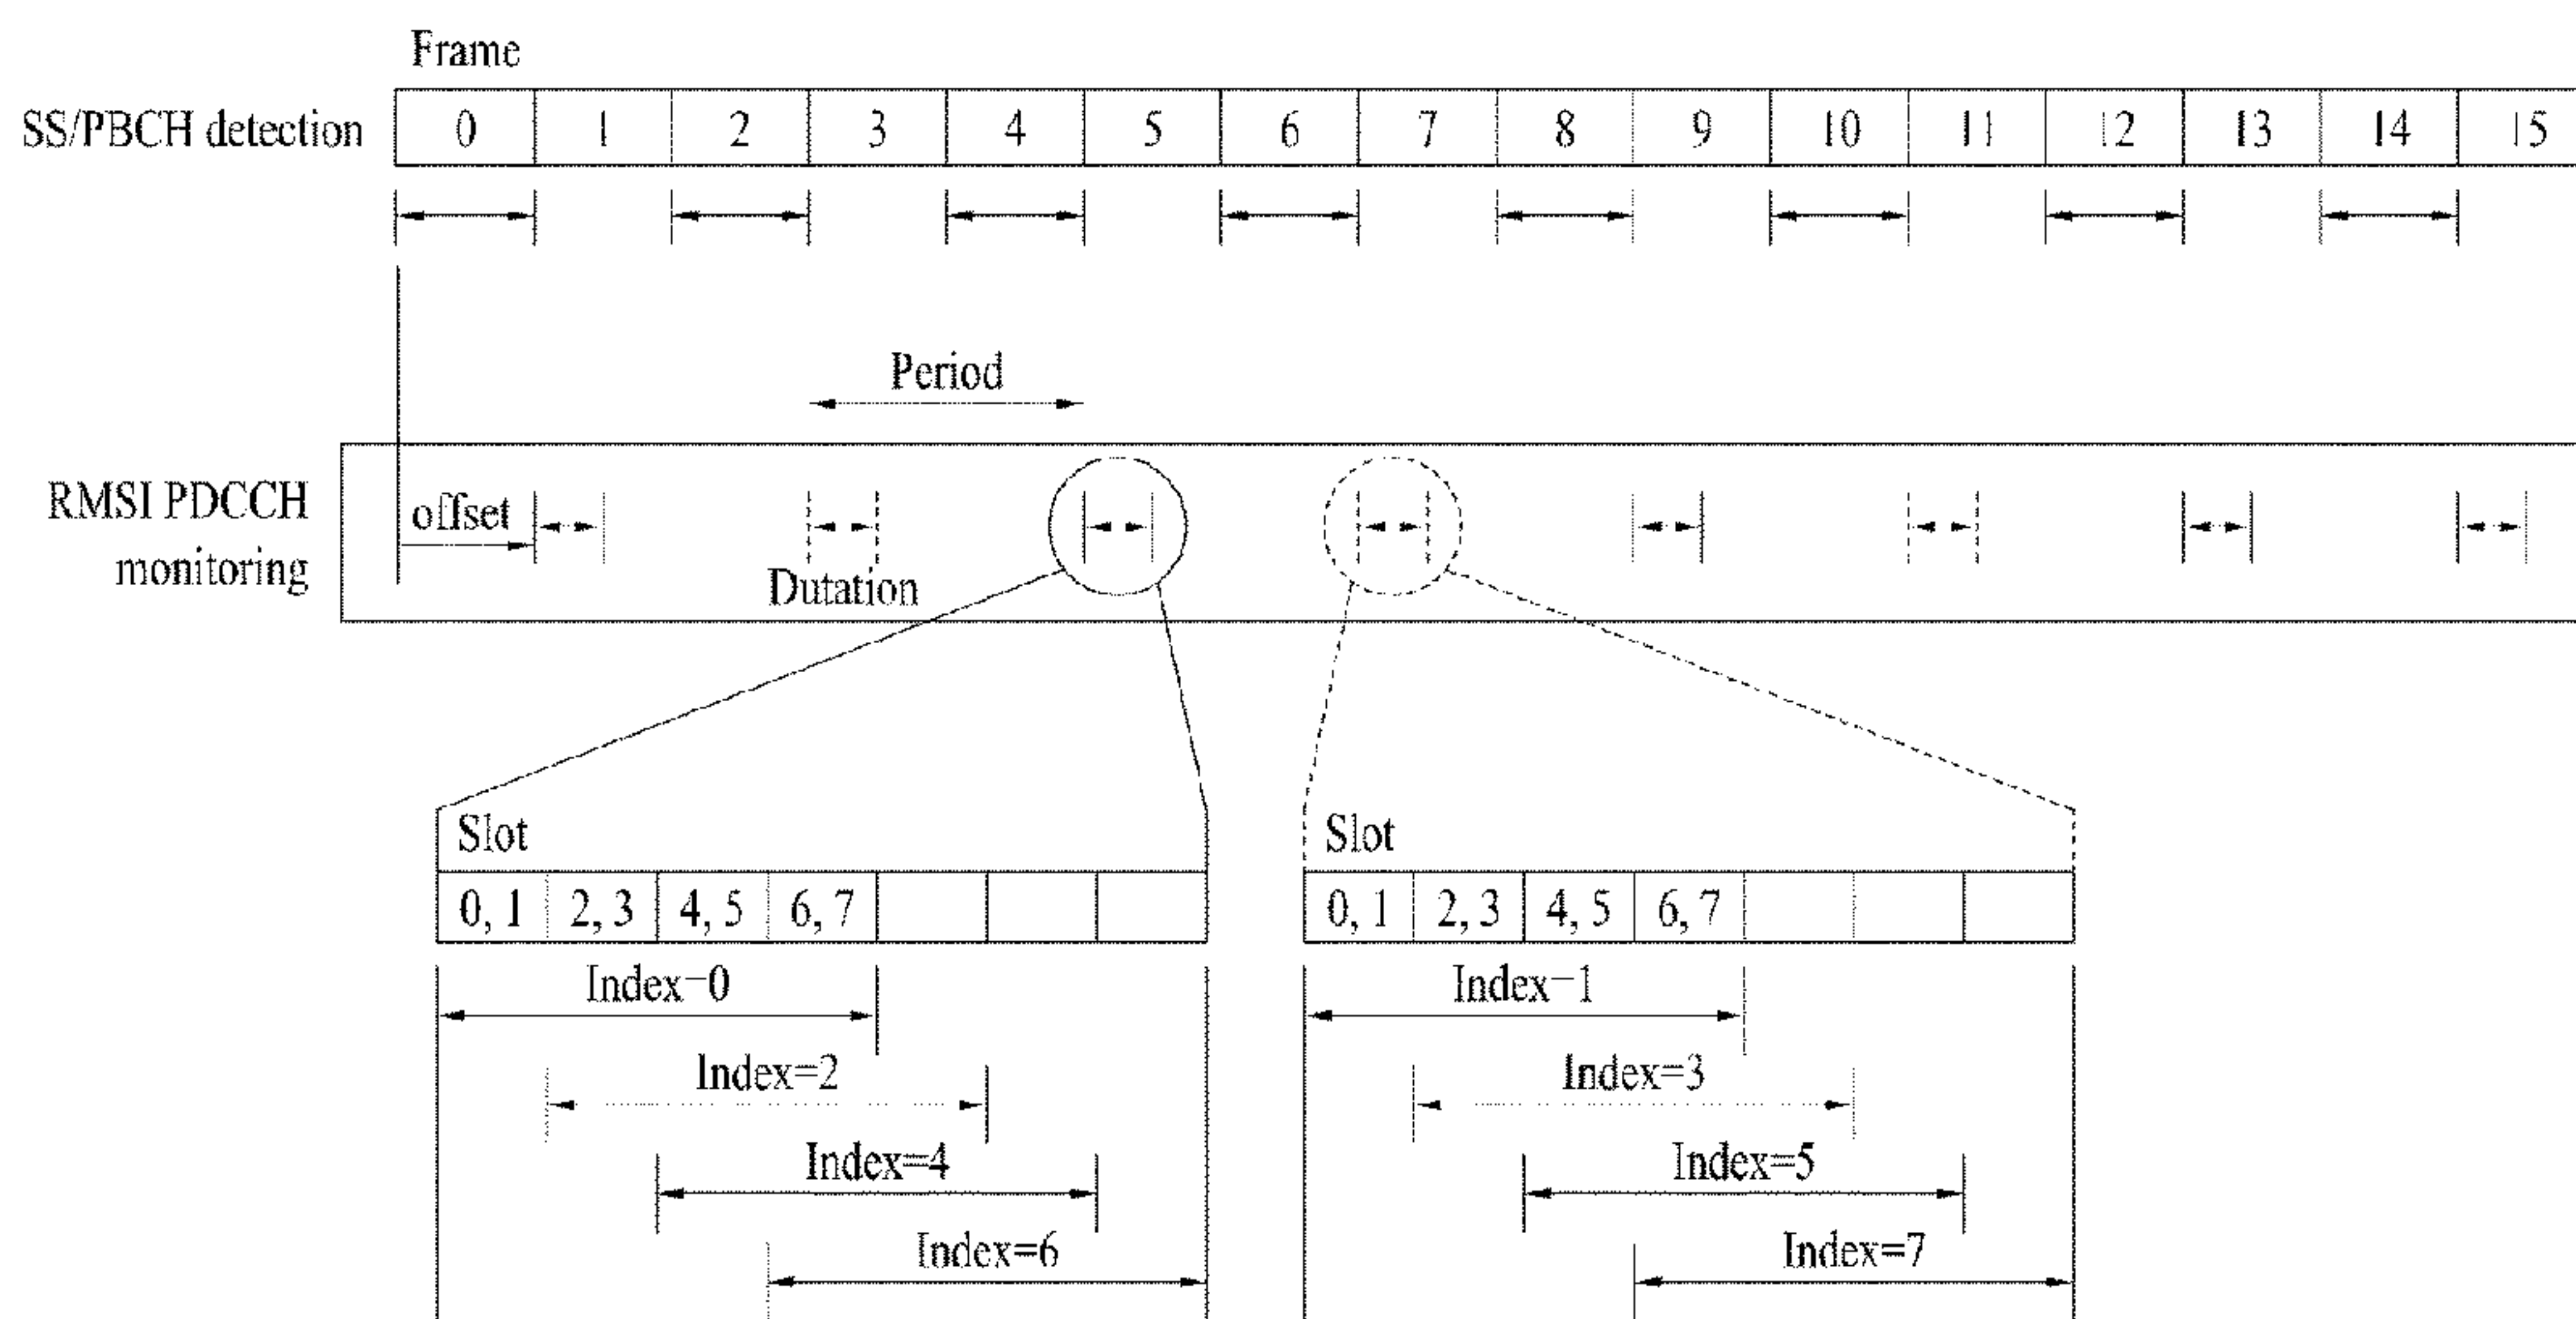 Frame
SS/PBCH detection 0 1 2 3 4 5 6 7 8 9 10 11 12 13 14 15
Period
RMSI PDCCH
monitoring
offset
Dutation
Slot
0, 1 2, 3 4, 5 6, 7
Index=0
Index=2
Index=4
Index=6
Slot
0, 1 2, 3 4, 5 6, 7
Index=1
Index=3
Index=5
Index=7